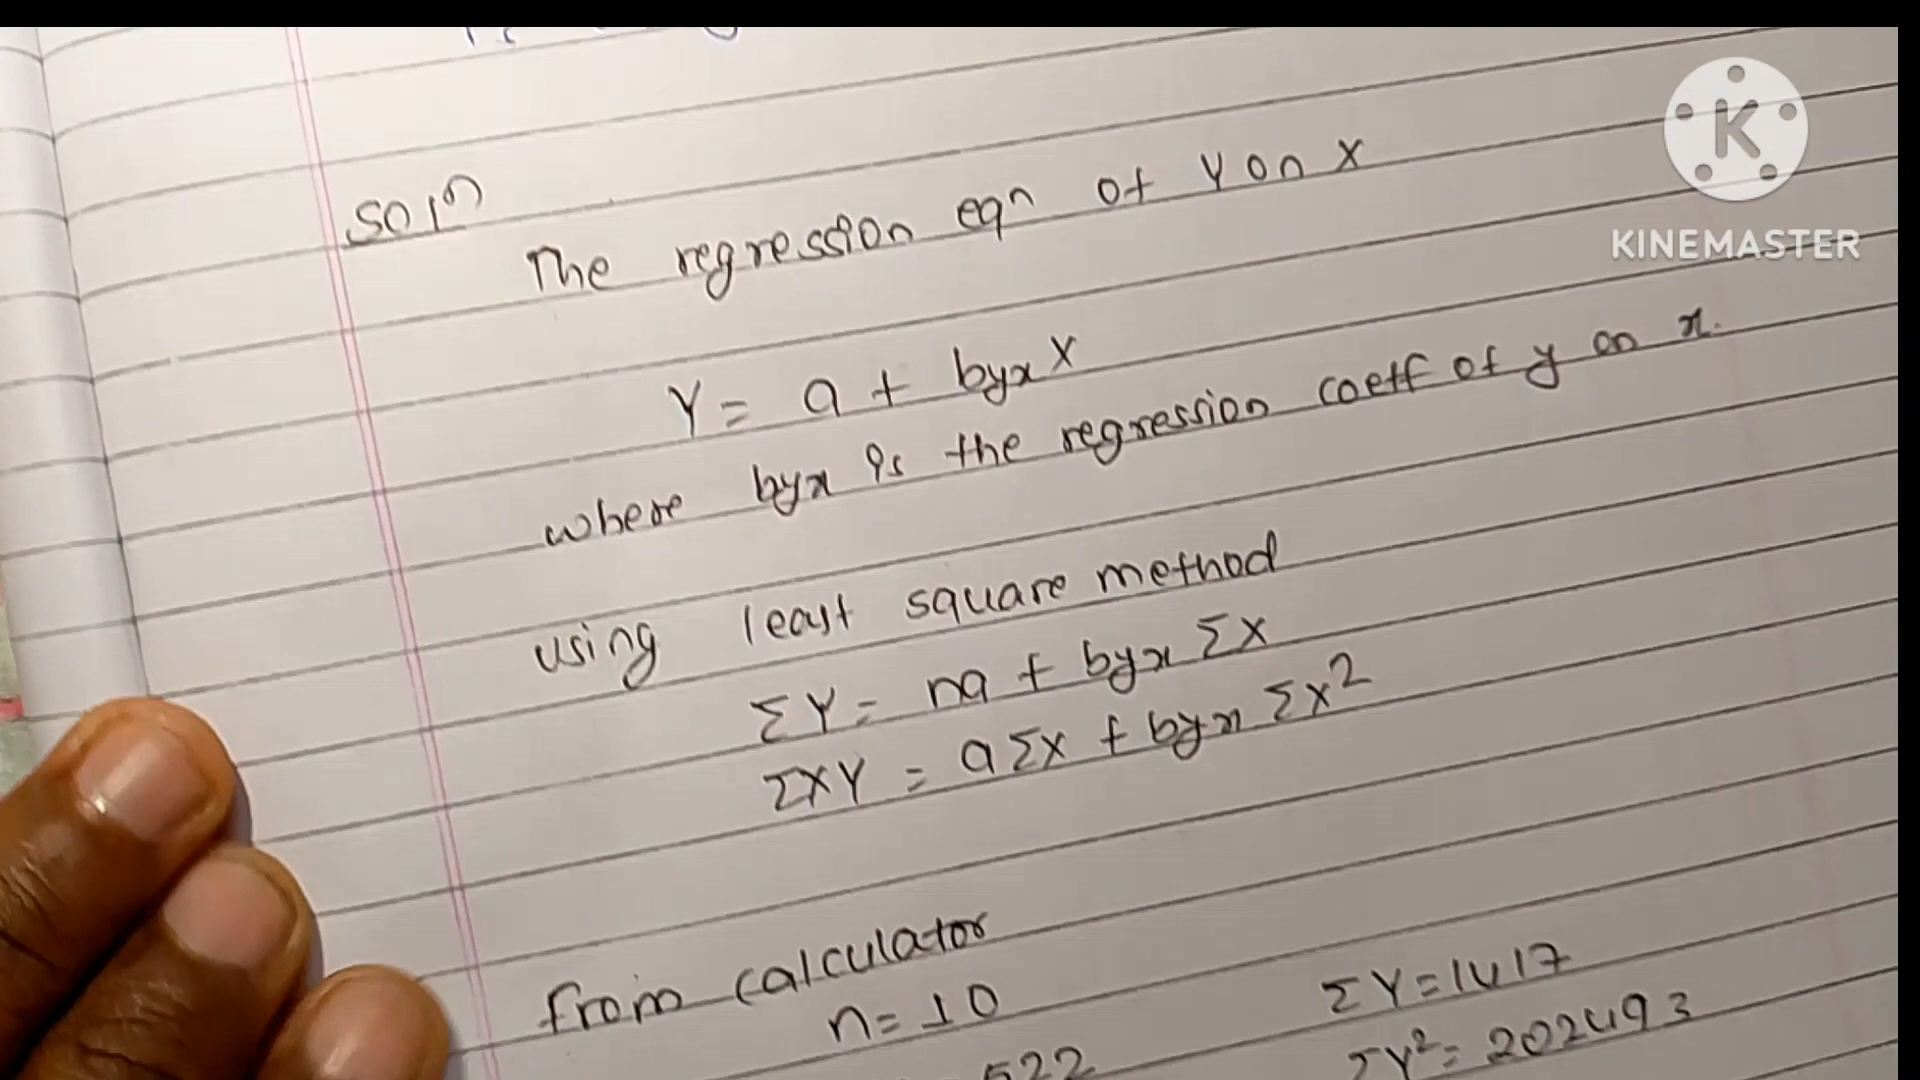 Solⁿ
The regression eqⁿ of Y on X
Y = a + byx X
where byx is the regression coeff of y on x.
using least square method
ΣY = na + byx ΣX
ΣXY = aΣX + byx ΣX²
from calculator
n = 10 ΣY = 1417
522 ΣY² = 202493
K
KINEMASTER